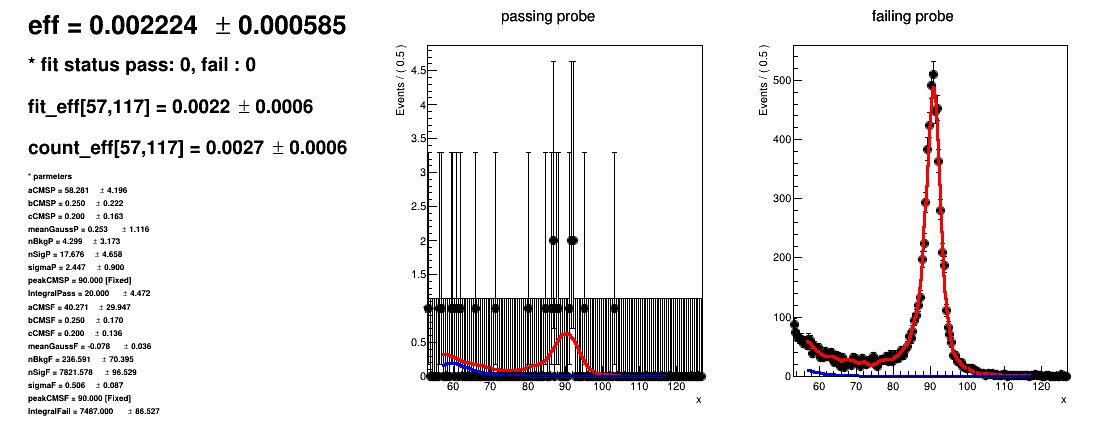 eff = 0.002224 ± 0.000585
* fit status pass: 0, fail : 0
fit_eff[57,117] = 0.0022 ± 0.0006
count_eff[57,117] = 0.0027 ± 0.0006
* parmeters
aCMSP = 58.281 ± 4.196
bCMSP = 0.250 ± 0.222
cCMSP = 0.200 ± 0.163
meanGaussP = 0.253 ± 1.116
nBkgP = 4.299 ± 3.173
nSigP = 17.676 ± 4.658
sigmaP = 2.447 ± 0.900
peakCMSP = 90.000 [Fixed]
IntegralPass = 20.000 ± 4.472
aCMSF = 40.271 ± 29.947
bCMSF = 0.250 ± 0.170
cCMSF = 0.200 ± 0.136
meanGaussF = -0.078 ± 0.036
nBkgF = 236.591 ± 70.395
nSigF = 7821.578 ± 96.529
sigmaF = 0.506 ± 0.087
peakCMSF = 90.000 [Fixed]
IntegralFail = 7487.000 ± 86.527
passing probe
Events / ( 0.5 )
4.5
4
3.5
3
2.5
2
1.5
1
0.5
0
60 70 80 90 100 110 120
x
failing probe
Events / ( 0.5 )
500
400
300
200
100
0
60 70 80 90 100 110 120
x